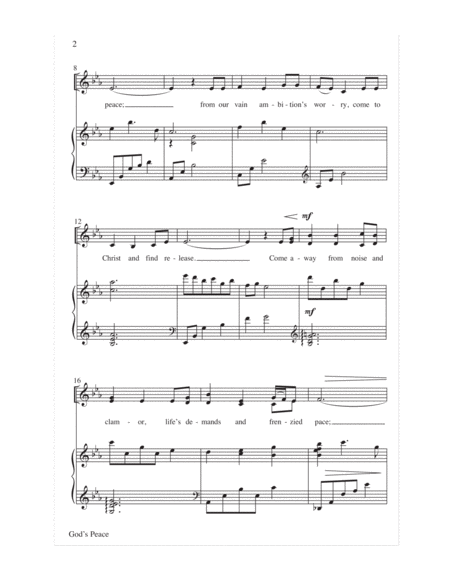 2
8
peace; from our vain am - bi - tion's wor - ry, come to
12
mf
Christ and find re - lease. Come a - way from noise and
mf
16
clam - or, life's de - mands and fren - zied pace;
God's Peace